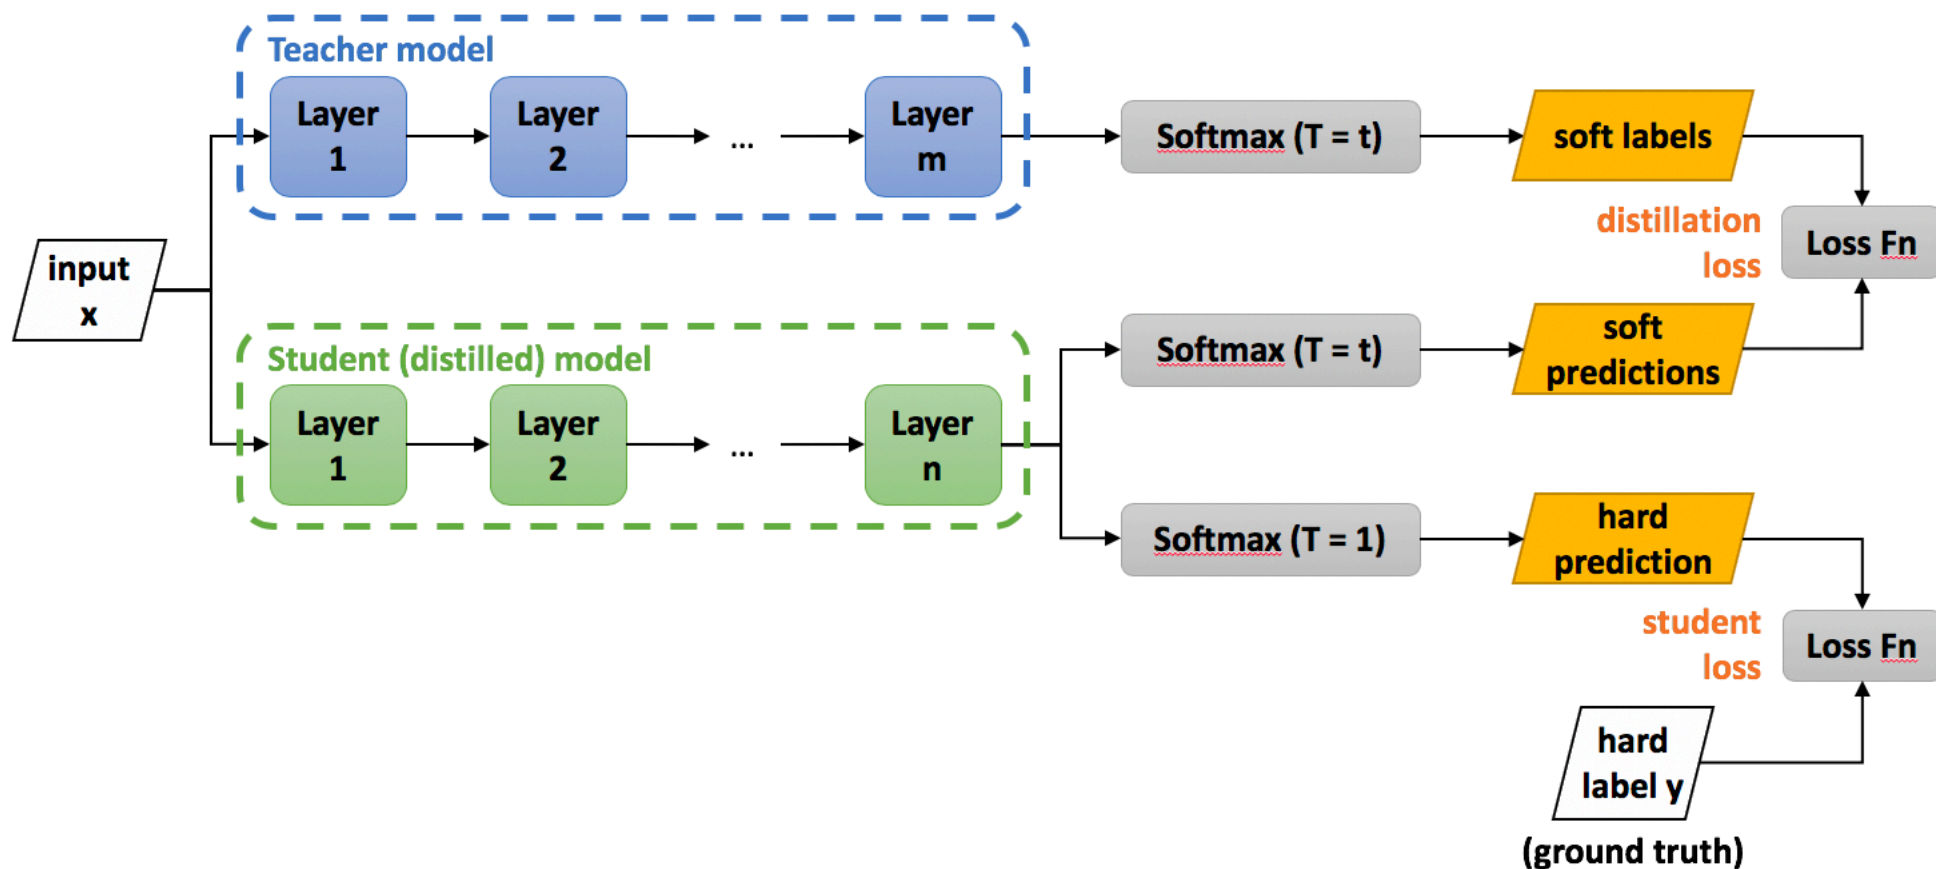 Teacher model
Layer
1
Layer
2
...
Layer
m
Softmax (T = t)
soft labels
input
x
distillation
loss
Loss Fn
Student (distilled) model
Layer
1
Layer
2
...
Layer
n
Softmax (T = t)
soft
predictions
Softmax (T = 1)
hard
prediction
student
loss
Loss Fn
hard
label y
(ground truth)